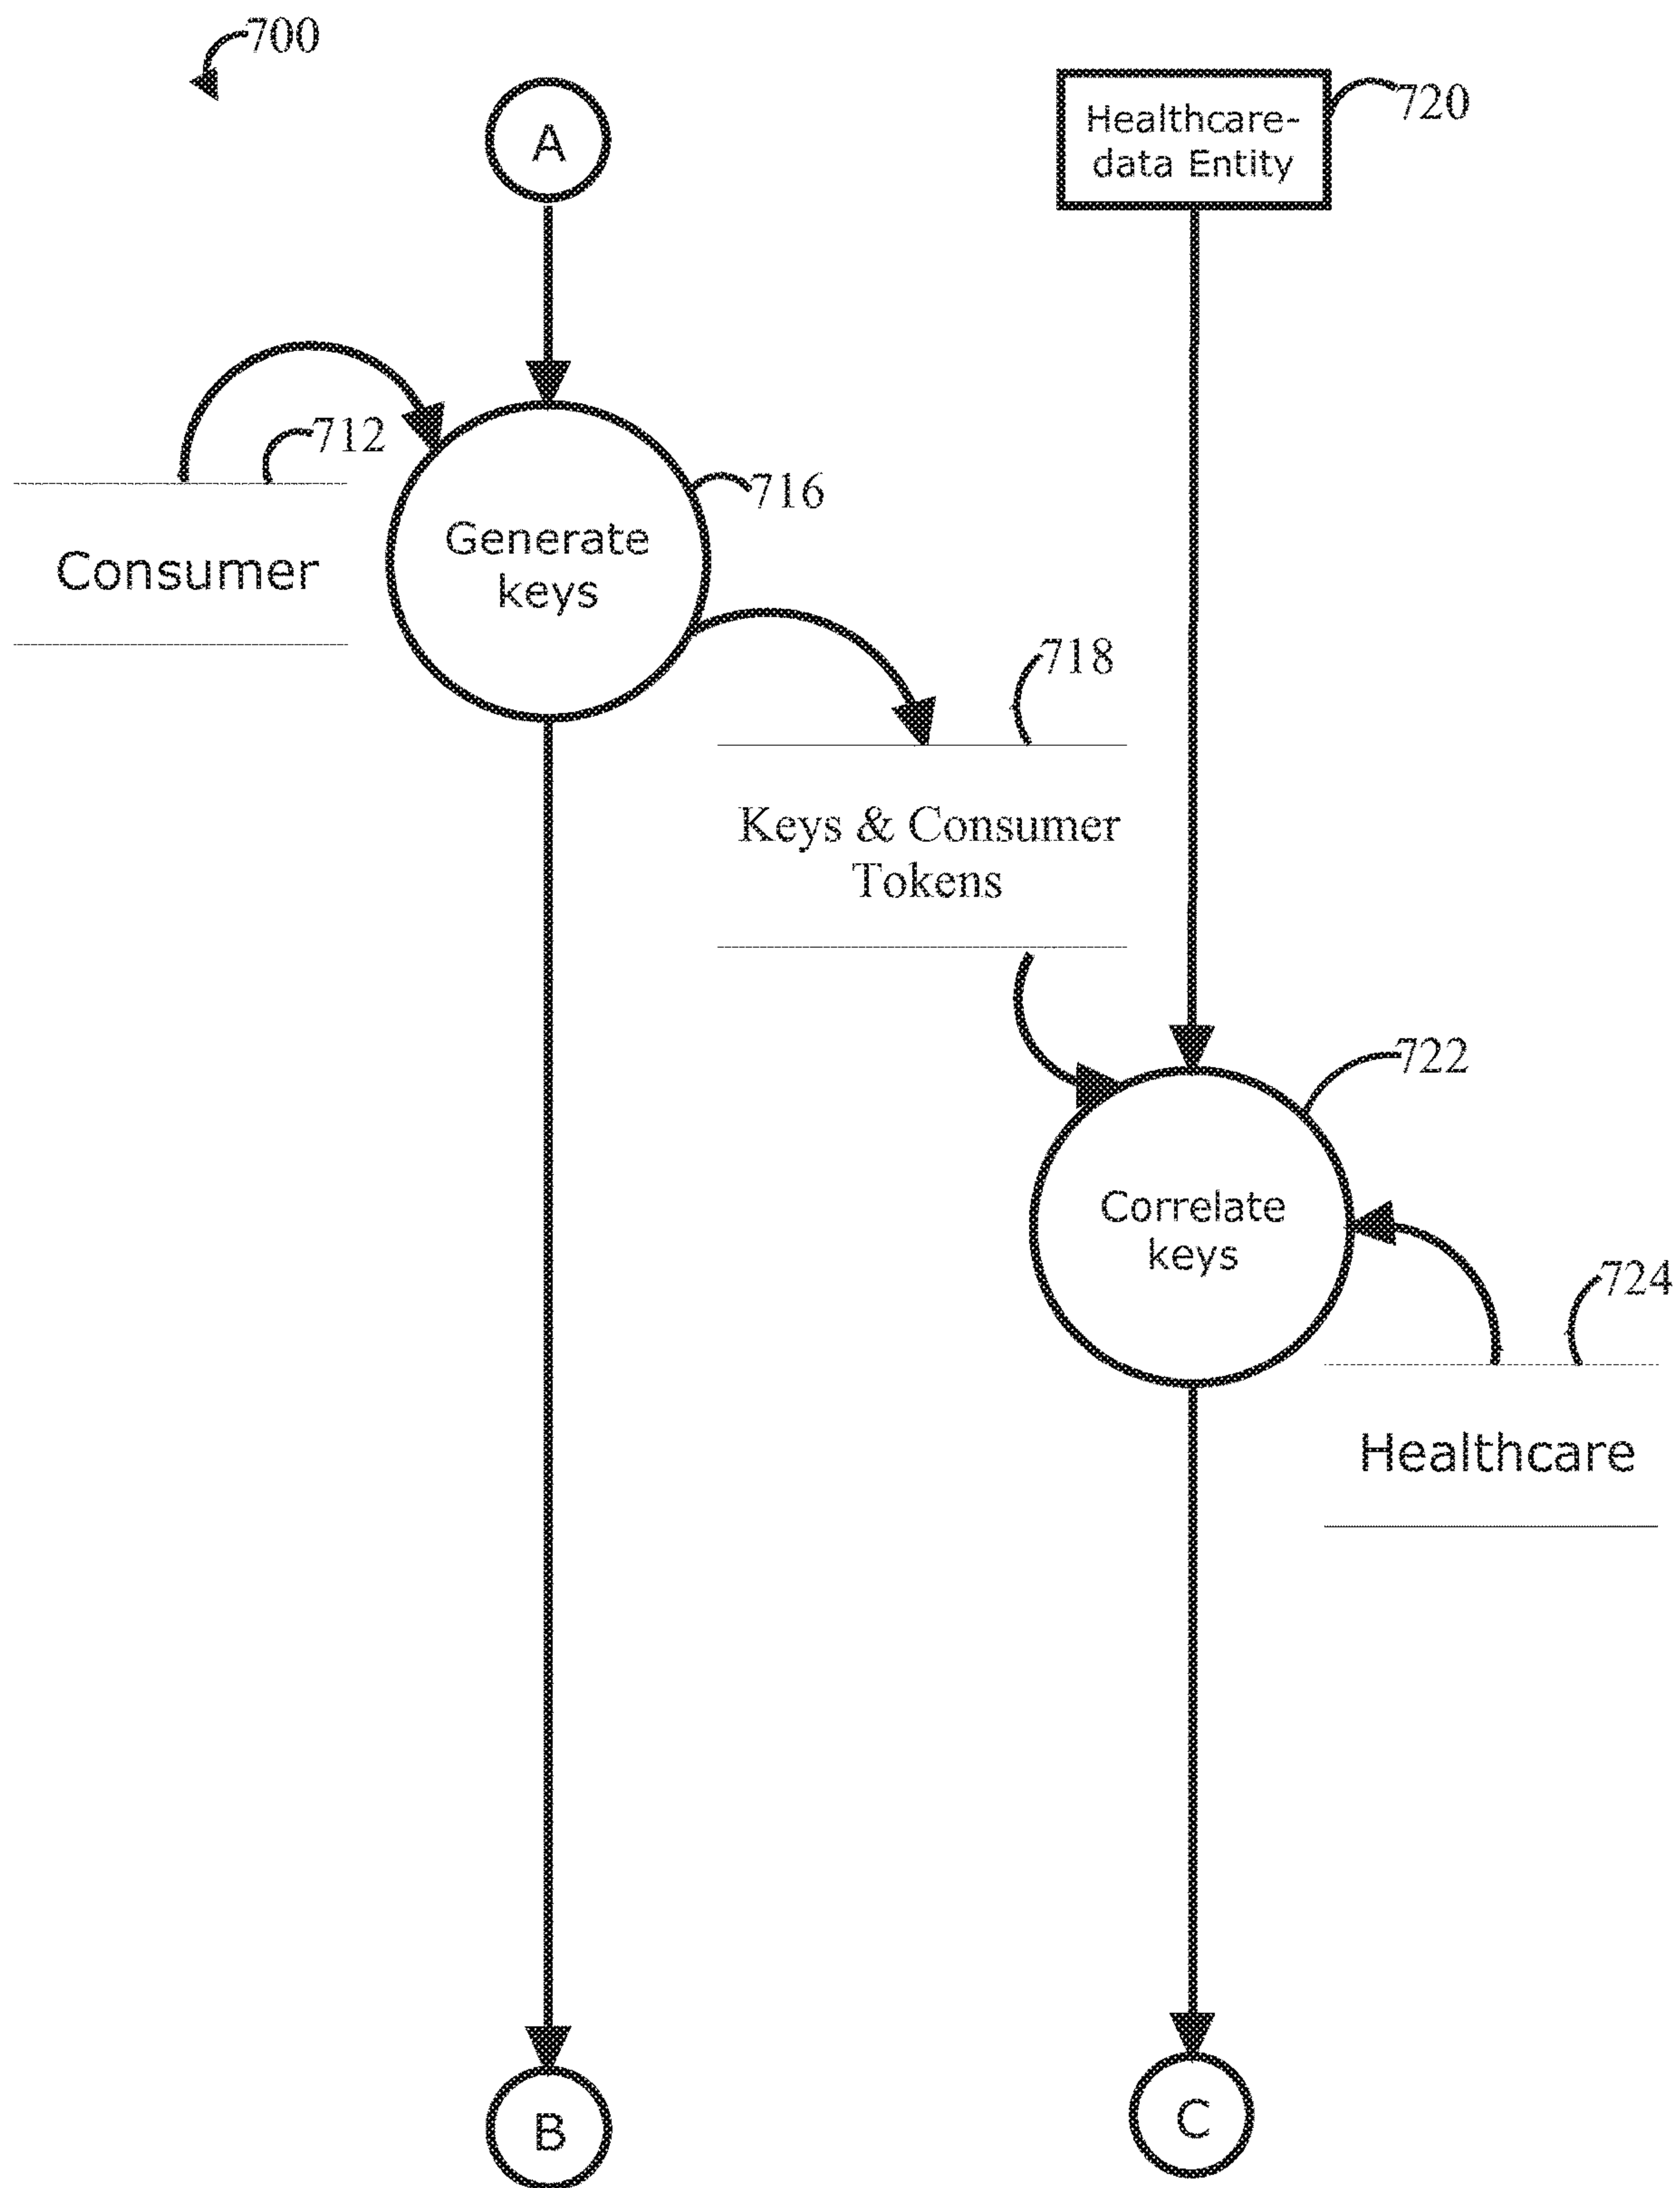 700
A
Healthcare-
data Entity
720
712
Consumer
Generate
keys
716
718
Keys & Consumer
Tokens
722
Correlate
keys
724
Healthcare
B
C